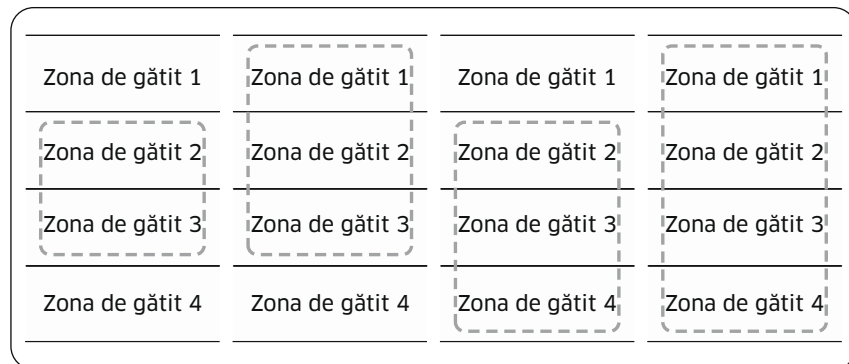 Zona de gătit 1 Zona de gătit 1 Zona de gătit 1 Zona de gătit 1
Zona de gătit 2 Zona de gătit 2 Zona de gătit 2 Zona de gătit 2
Zona de gătit 3 Zona de gătit 3 Zona de gătit 3 Zona de gătit 3
Zona de gătit 4 Zona de gătit 4 Zona de gătit 4 Zona de gătit 4